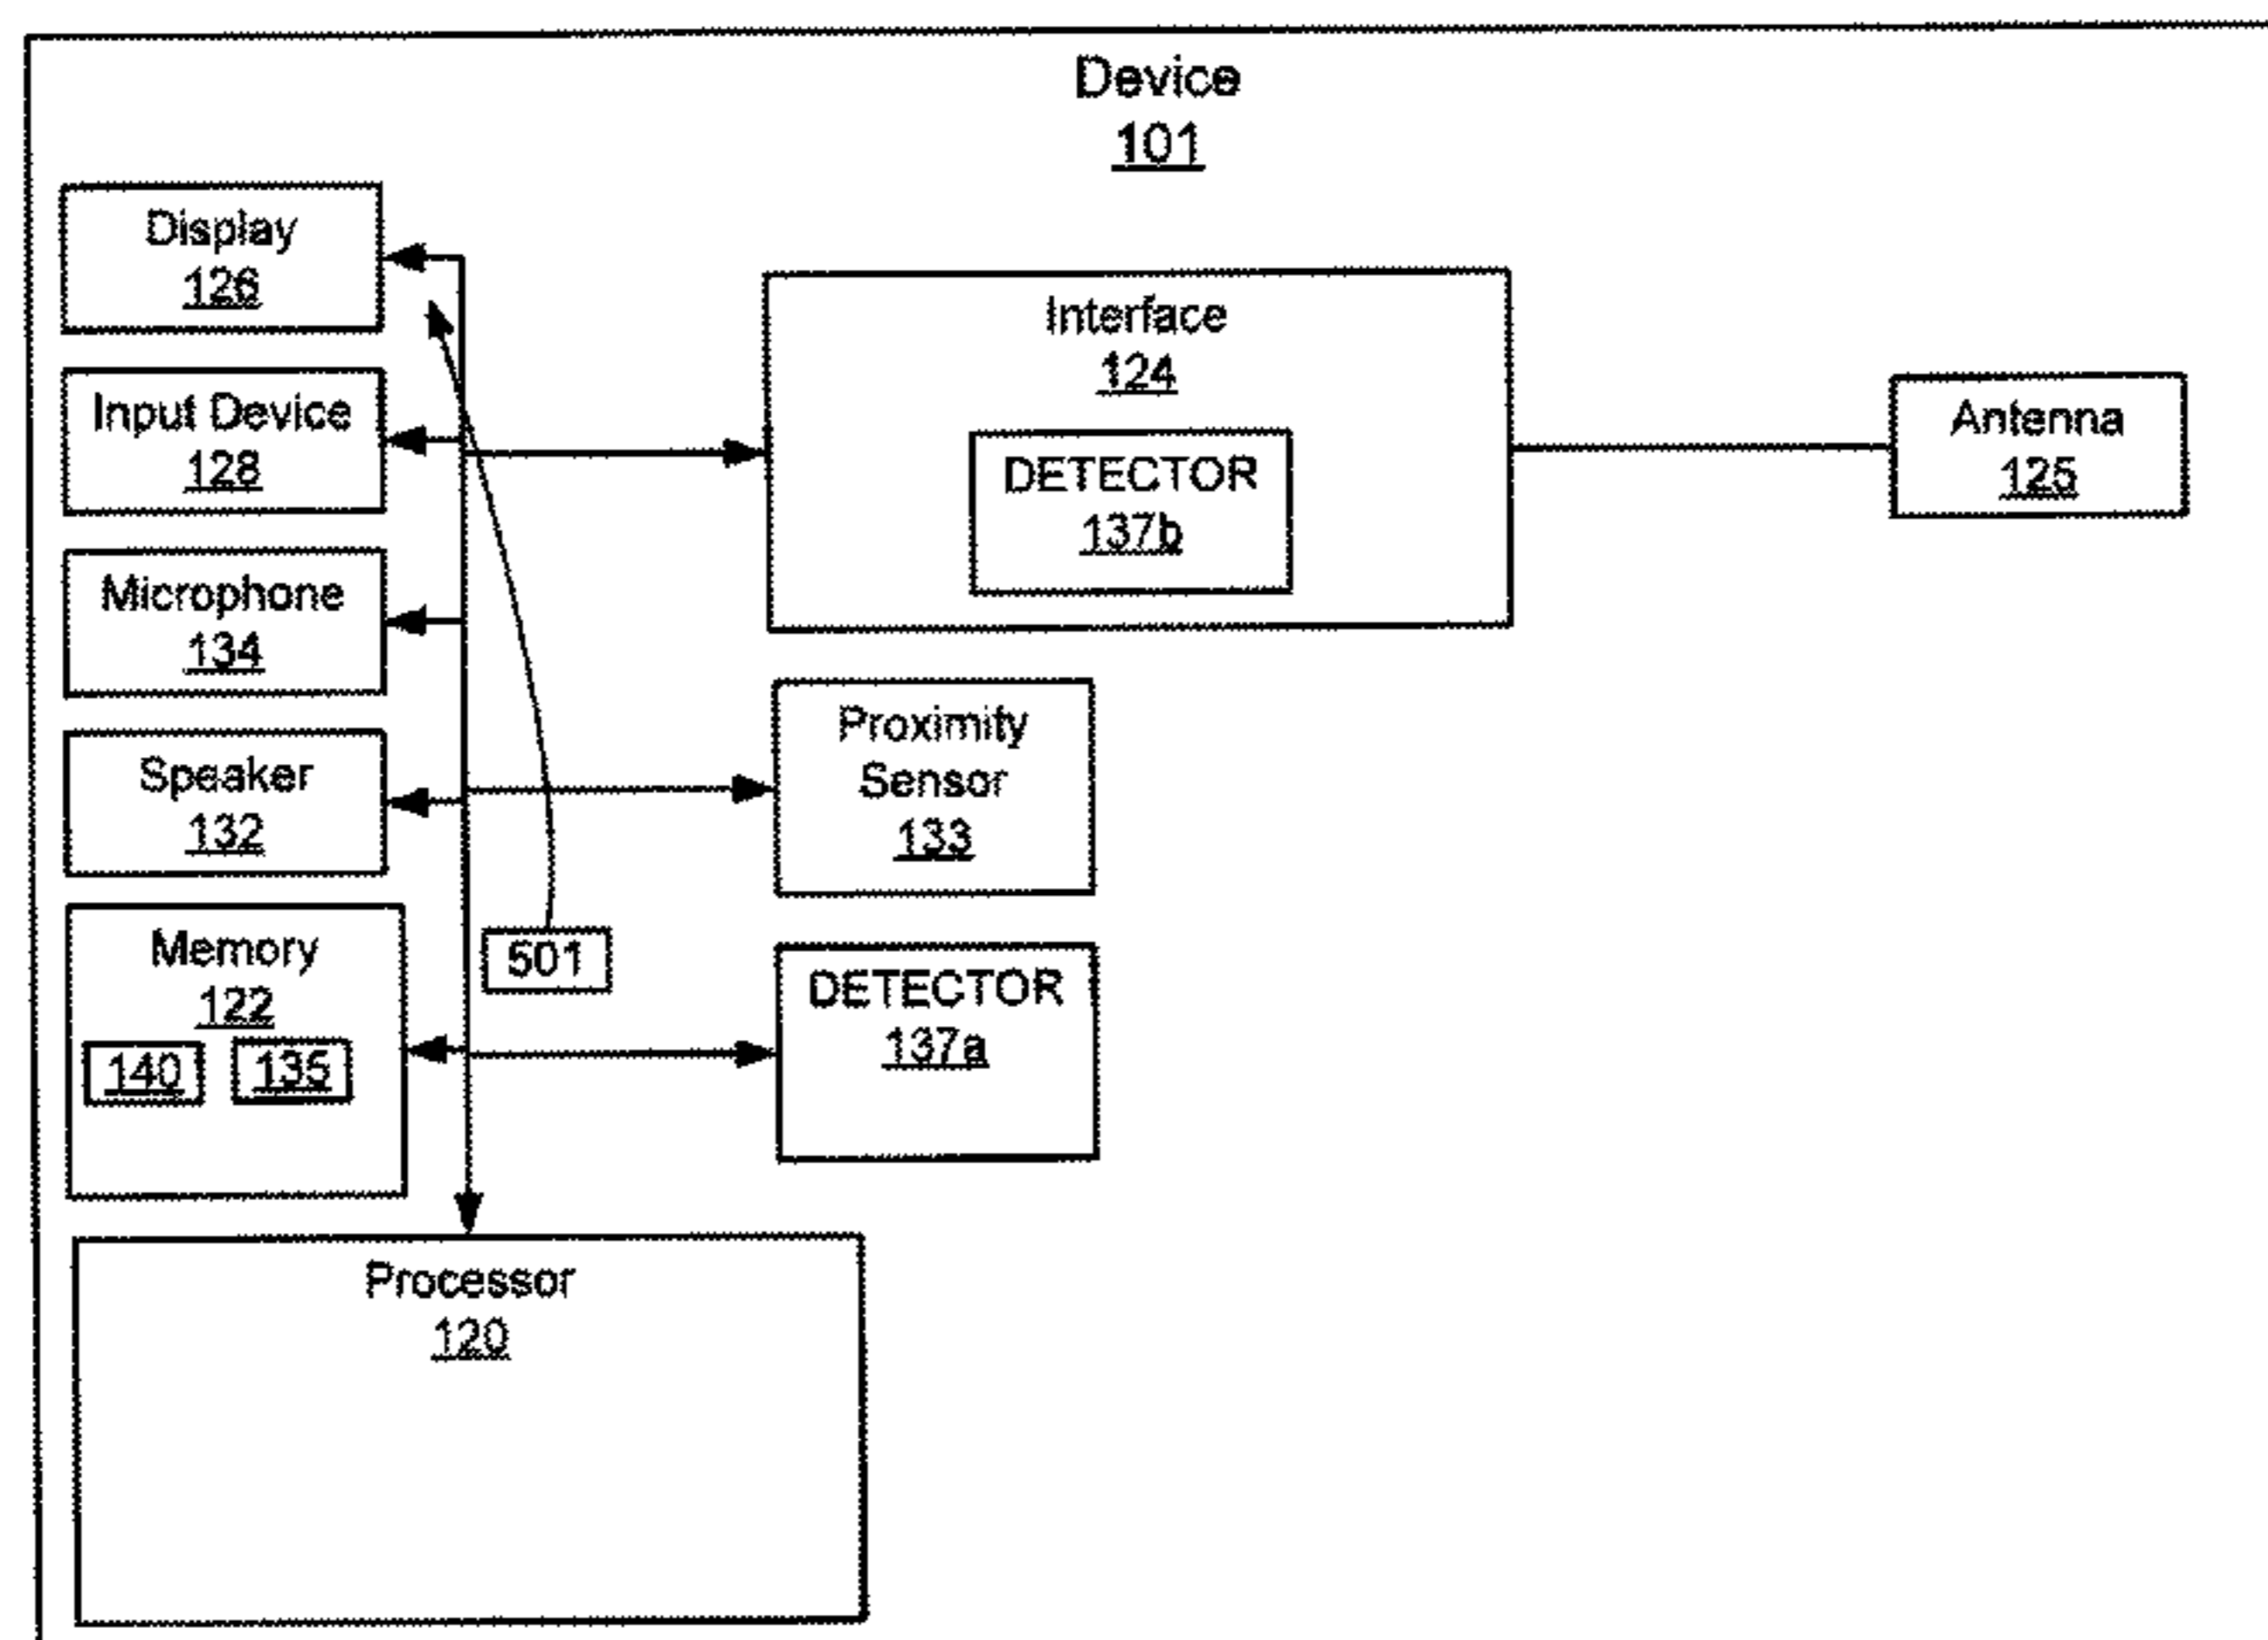 Device
101
Display
126
Input Device
128
Microphone
134
Speaker
132
Memory
122
140 135
Processor
120
501
Interface
124
DETECTOR
137b
Antenna
125
Proximity
Sensor
133
DETECTOR
137a